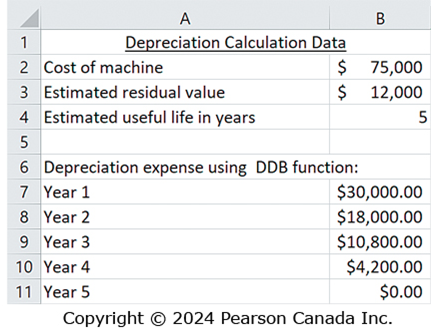 A B
1 Depreciation Calculation Data
2 Cost of machine $ 75,000
3 Estimated residual value $ 12,000
4 Estimated useful life in years 5
5
6 Depreciation expense using DDB function:
7 Year 1 $30,000.00
8 Year 2 $18,000.00
9 Year 3 $10,800.00
10 Year 4 $4,200.00
11 Year 5 $0.00
Copyright © 2024 Pearson Canada Inc.